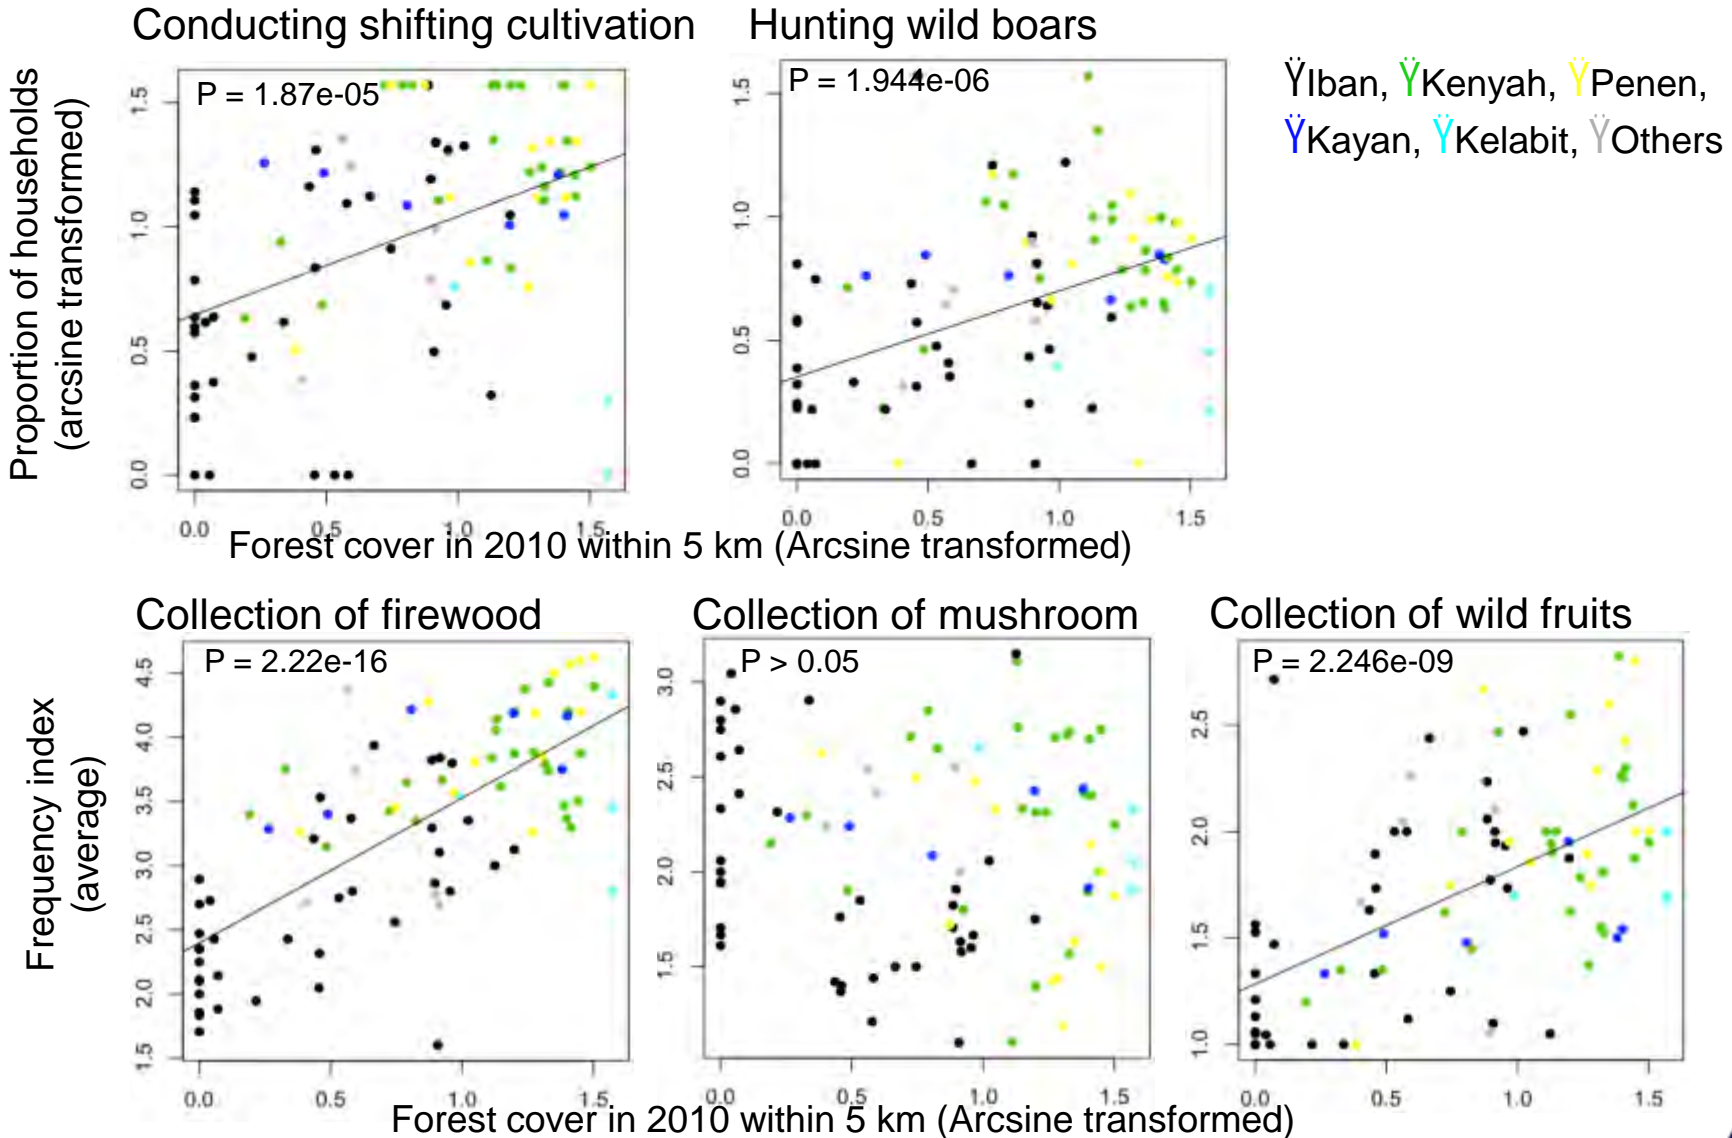 Conducting shifting cultivation
Hunting wild boars
ŸIban, ŸKenyah, ŸPenen,
ŸKayan, ŸKelabit, ŸOthers
Proportion of households
(arcsine transformed)
P = 1.87e-05
1.5
1.0
0.5
0.0
0.0 0.5 1.0 1.5
P = 1.944e-06
1.5
1.0
0.5
0.0
0.0 0.5 1.0 1.5
Forest cover in 2010 within 5 km (Arcsine transformed)
Collection of firewood
Collection of mushroom
Collection of wild fruits
Frequency index
(average)
P = 2.22e-16
4.5
4.0
3.5
3.0
2.5
2.0
1.5
0.0 0.5 1.0 1.5
P > 0.05
3.0
2.5
2.0
1.5
0.0 0.5 1.0 1.5
P = 2.246e-09
2.5
2.0
1.5
1.0
0.0 0.5 1.0 1.5
Forest cover in 2010 within 5 km (Arcsine transformed)